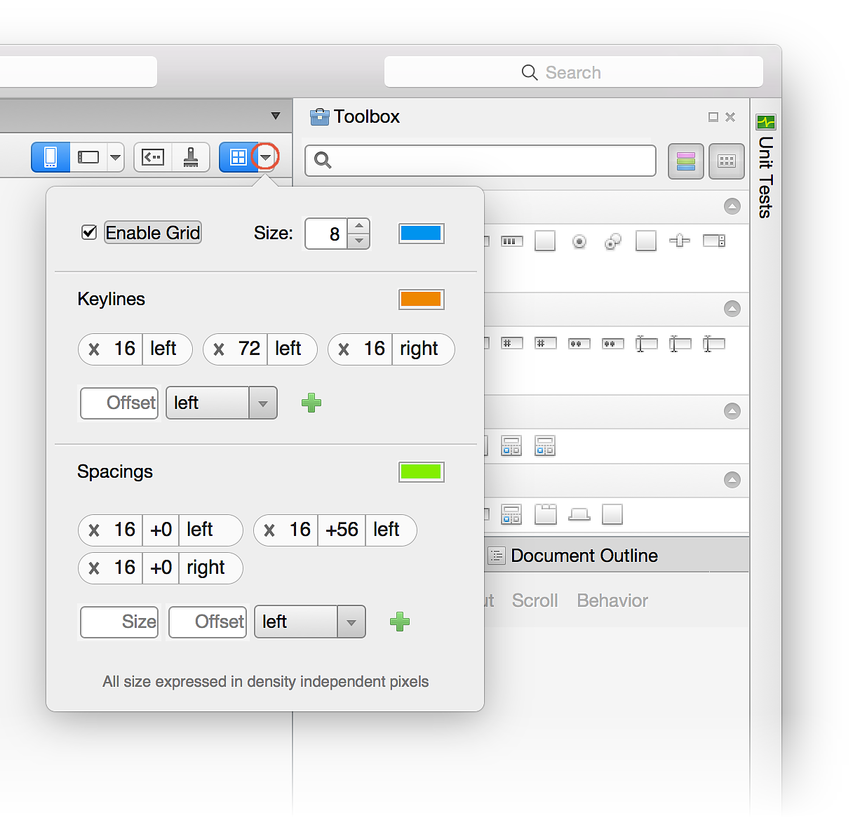 Search
Toolbox
Unit Tests
Enable Grid Size: 8
Keylines
X 16 left X 72 left X 16 right
Offset left
Spacings
X 16 +0 left X 16 +56 left
X 16 +0 right
Size Offset left
All size expressed in density independent pixels
Document Outline
Scroll Behavior